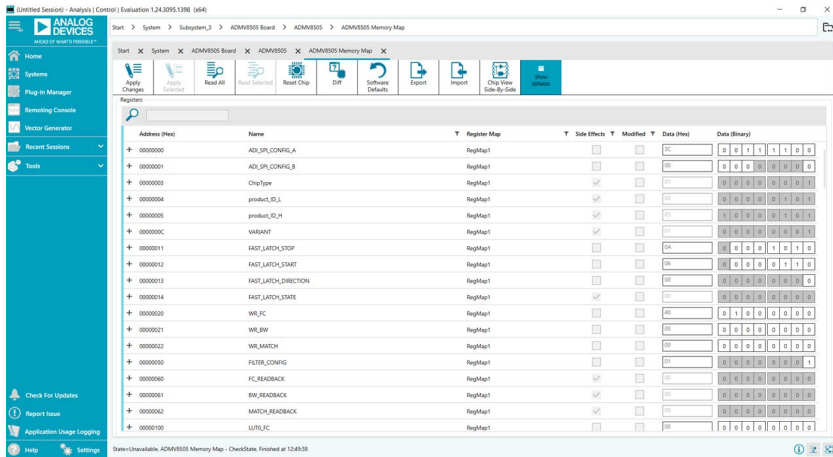 (Untitled Session) - Analysis | Control | Evaluation 1.24.3095.1398 (x64)
ANALOG DEVICES
AHEAD OF WHAT'S POSSIBLE™
Start > System > Subsystem_3 > ADMV8505 Board > ADMV8505 > ADMV8505 Memory Map
Start X System X ADMV8505 Board X ADMV8505 X ADMV8505 Memory Map X
Home
Systems
Plug-in Manager
Remoting Console
Vector Generator
Recent Sessions
Tools
Check For Updates
Report Issue
Application Usage Logging
Help Settings
Apply Changes
Apply Selected
Read All
Read Selected
Reset Chip
Diff
Software Defaults
Export
Import
Chip View Side-By-Side
Show Bitfields
Registers
Address (Hex) Name Register Map Side Effects Modified Data (Hex) Data (Binary)
+ 00000000 ADI_SPI_CONFIG_A RegMap1 3C 0 0 1 1 1 1 0 0
+ 00000001 ADI_SPI_CONFIG_B RegMap1 00 0 0 0 0 0 0 0 0
+ 00000003 ChipType RegMap1 01 0 0 0 0 0 0 0 1
+ 00000004 product_ID_L RegMap1 0 0 0 0 0 1 0 1
+ 00000005 product_ID_H RegMap1 1 0 0 0 0 1
+ 0000000C VARIANT RegMap1 01 0 0 0 0 0 0 0 1
+ 00000011 FAST_LATCH_STOP RegMap1 0A 0 0 0 0 1 0 1 0
+ 00000012 FAST_LATCH_START RegMap1 06 0 0 0 0 0 1 1 0
+ 00000013 FAST_LATCH_DIRECTION RegMap1 00 0 0 0 0 0 0 0 0
+ 00000014 FAST_LATCH_STATE RegMap1 00 0 0 0 0 0 0 0 0
+ 00000020 WR_FC RegMap1 40 0 1 0 0 0 0 0 0
+ 00000021 WR_BW RegMap1 00 0 0 0 0 0 0 0 0
+ 00000022 WR_MATCH RegMap1 00 0 0 0 0 0 0 0 0
+ 00000050 FILTER_CONFIG RegMap1 01 0 0 0 0 0 0 0 1
+ 00000060 FC_READBACK RegMap1 00 0 0 0 0 0 0 0 0
+ 00000061 BW_READBACK RegMap1 00 0 0 0 0 0 0 0 0
+ 00000062 MATCH_READBACK RegMap1 00 0 0 0 0 0 0 0 0
+ 00000100 LUT0_FC RegMap1 00 0 0 0 0 0 0 0 0
State=Unavailable, ADMV8505 Memory Map - CheckState, Finished at 12:49:38